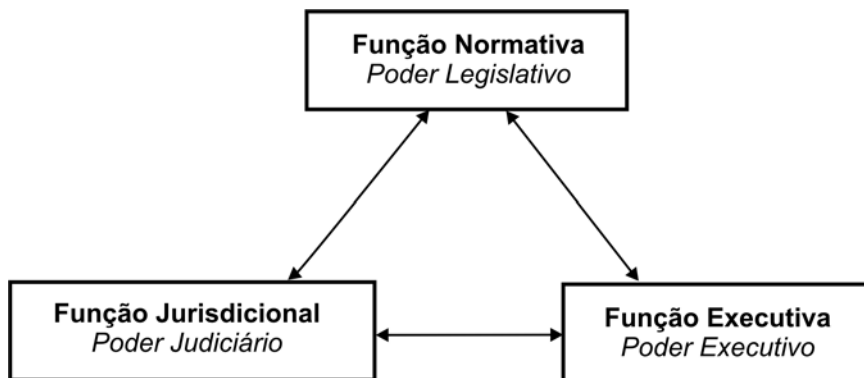 Função Normativa
Poder Legislativo
Função Jurisdicional
Poder Judiciário
Função Executiva
Poder Executivo